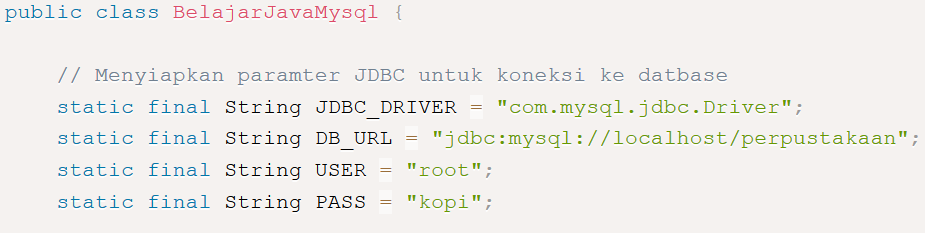 public class BelajarJavaMysql {
// Menyiapkan paramter JDBC untuk koneksi ke datbase
static final String JDBC_DRIVER = "com.mysql.jdbc.Driver";
static final String DB_URL = "jdbc:mysql://localhost/perpustakaan";
static final String USER = "root";
static final String PASS = "kopi";